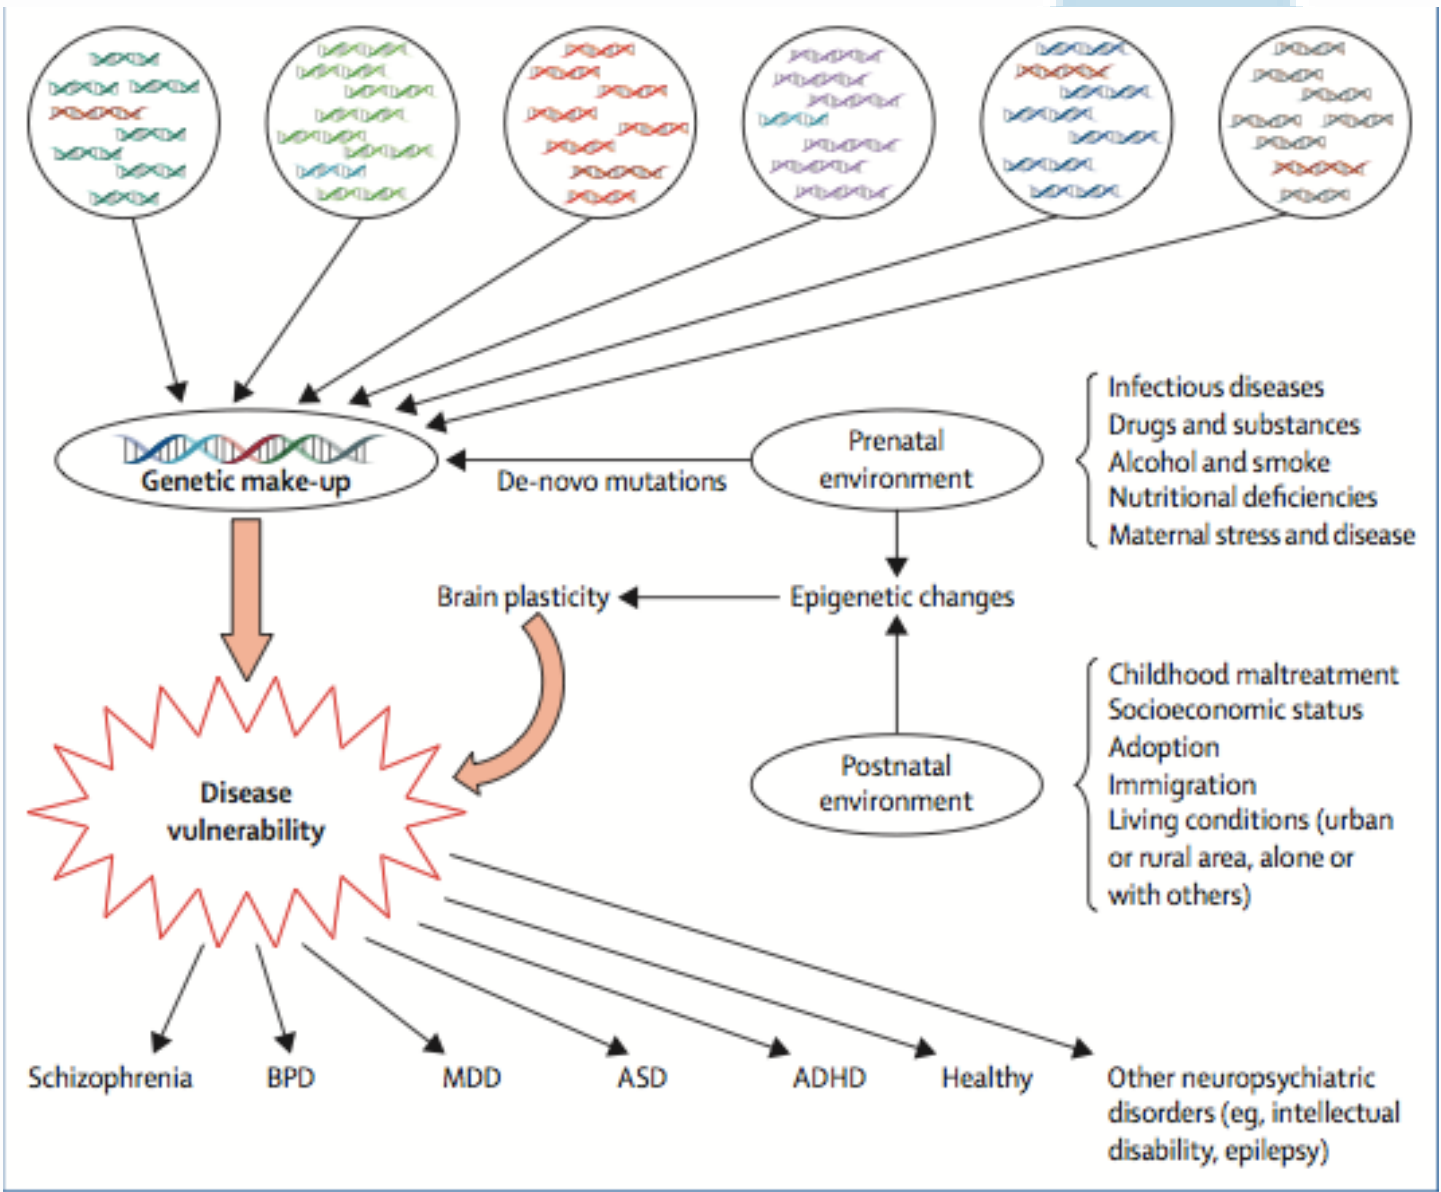 Genetic make-up
De-novo mutations
Prenatal
environment
Infectious diseases
Drugs and substances
Alcohol and smoke
Nutritional deficiencies
Maternal stress and disease
Brain plasticity
Epigenetic changes
Postnatal
environment
Childhood maltreatment
Socioeconomic status
Adoption
Immigration
Living conditions (urban
or rural area, alone or
with others)
Disease
vulnerability
Schizophrenia
BPD
MDD
ASD
ADHD
Healthy
Other neuropsychiatric
disorders (eg, intellectual
disability, epilepsy)